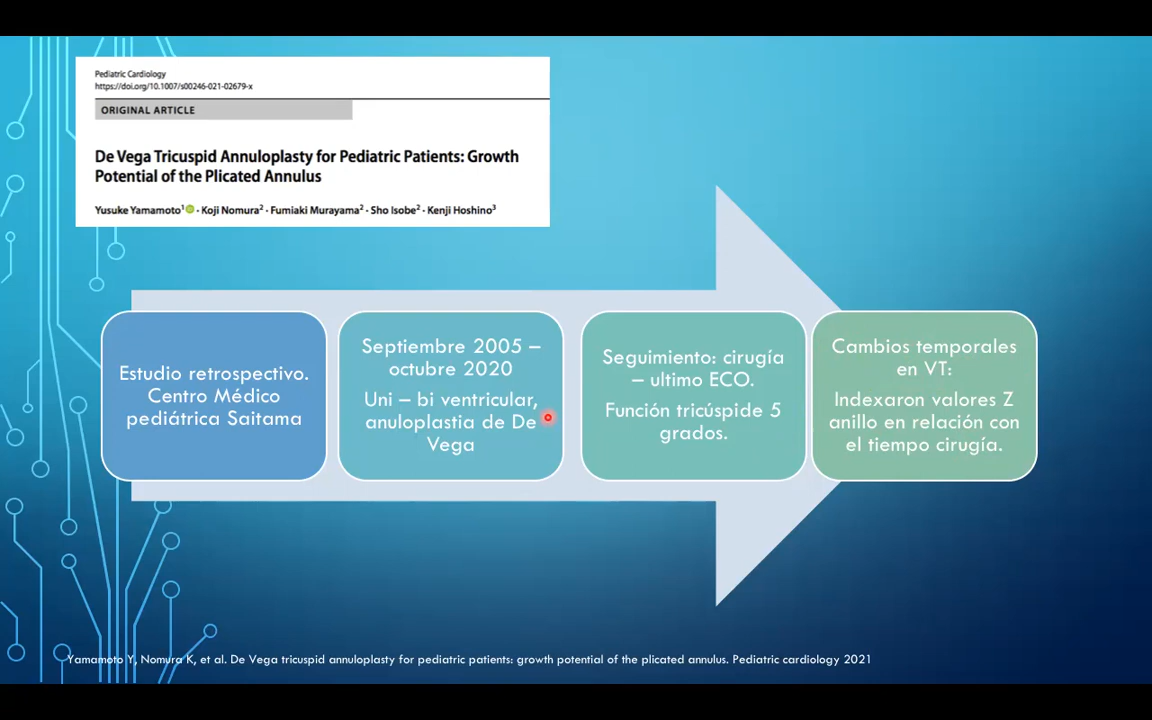 Pediatric Cardiology
https://doi.org/10.1007/s00246-021-02679-x
ORIGINAL ARTICLE
De Vega Tricuspid Annuloplasty for Pediatric Patients: Growth
Potential of the Plicated Annulus
Yusuke Yamamoto1 · Koji Nomura2 · Fumiaki Murayama2 · Sho Isobe2 · Kenji Hoshino3
Estudio retrospectivo.
Centro Médico
pediátrica Saitama
Septiembre 2005 –
octubre 2020
Uni – bi ventricular,
anuloplastia de De
Vega
Seguimiento: cirugía
– ultimo ECO.
Función tricúspide 5
grados.
Cambios temporales
en VT:
Indexaron valores Z
anillo en relación con
el tiempo cirugía.
Yamamoto Y, Nomura K, et al. De Vega tricuspid annuloplasty for pediatric patients: growth potential of the plicated annulus. Pediatric cardiology 2021